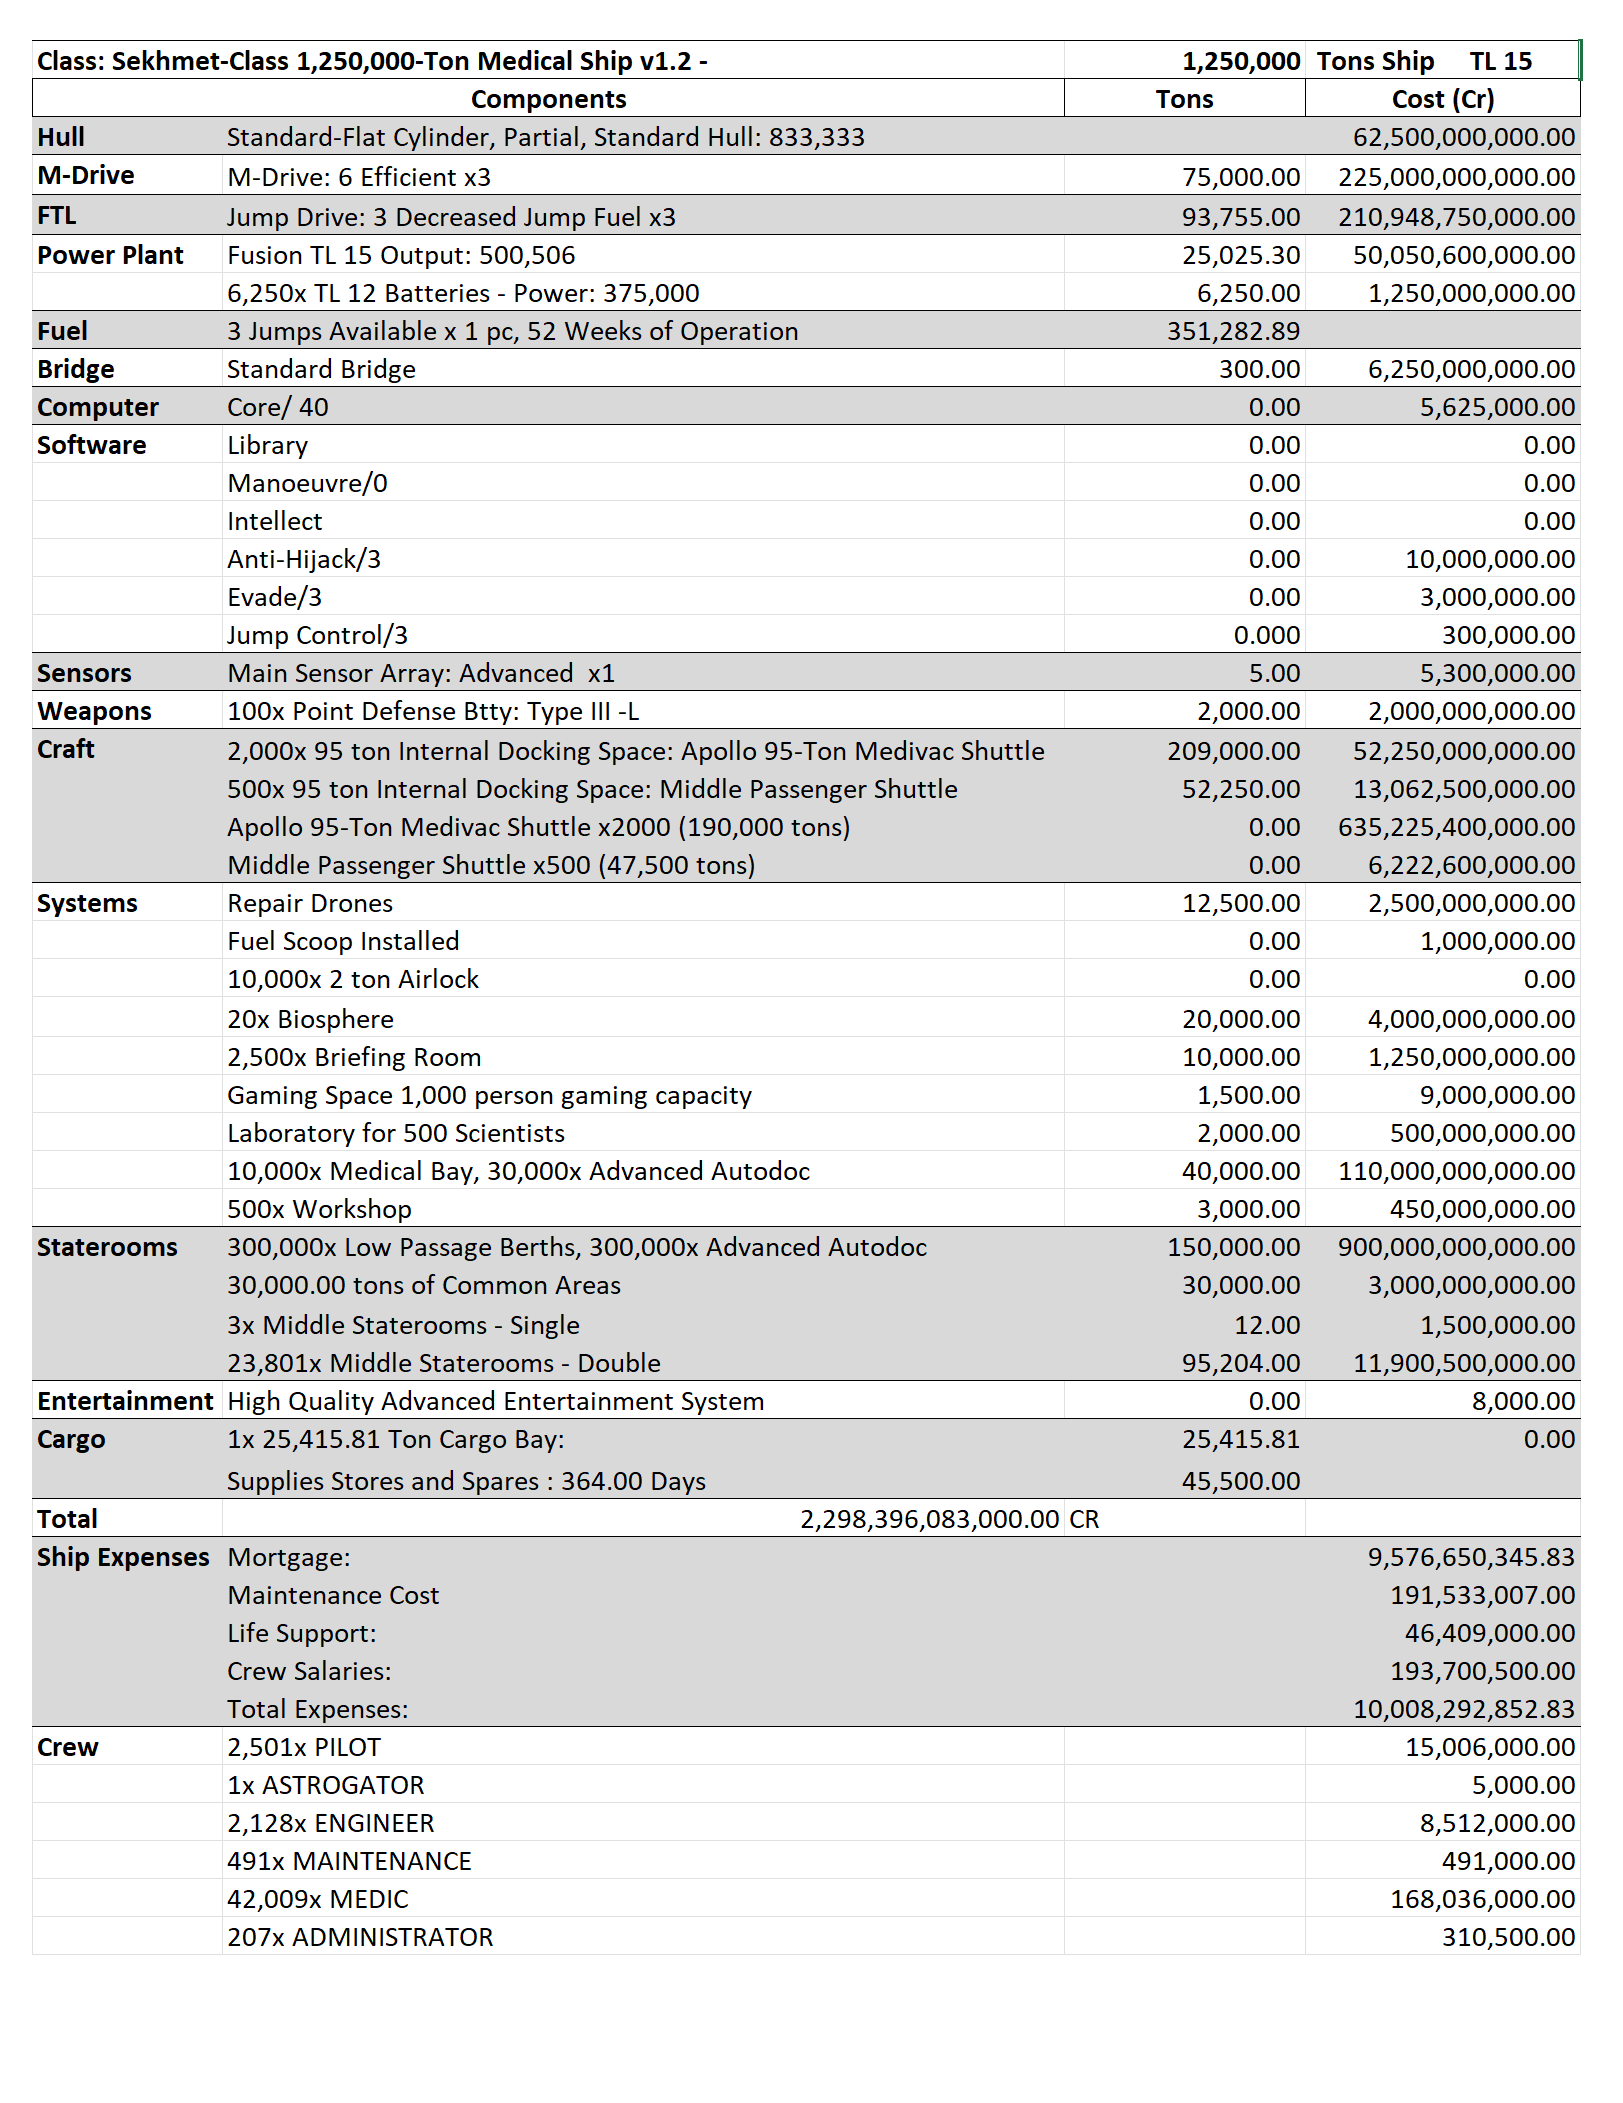 Class: Sekhmet-Class 1,250,000-Ton Medical Ship v1.2 - 1,250,000 Tons Ship TL 15
Components Tons Cost (Cr)
Hull Standard-Flat Cylinder, Partial, Standard Hull: 833,333 62,500,000,000.00
M-Drive M-Drive: 6 Efficient x3 75,000.00 225,000,000,000.00
FTL Jump Drive: 3 Decreased Jump Fuel x3 93,755.00 210,948,750,000.00
Power Plant Fusion TL 15 Output: 500,506 25,025.30 50,050,600,000.00
6,250x TL 12 Batteries - Power: 375,000 6,250.00 1,250,000,000.00
Fuel 3 Jumps Available x 1 pc, 52 Weeks of Operation 351,282.89
Bridge Standard Bridge 300.00 6,250,000,000.00
Computer Core/ 40 0.00 5,625,000.00
Software Library 0.00 0.00
Manoeuvre/0 0.00 0.00
Intellect 0.00 0.00
Anti-Hijack/3 0.00 10,000,000.00
Evade/3 0.00 3,000,000.00
Jump Control/3 0.000 300,000.00
Sensors Main Sensor Array: Advanced x1 5.00 5,300,000.00
Weapons 100x Point Defense Btty: Type III -L 2,000.00 2,000,000,000.00
Craft 2,000x 95 ton Internal Docking Space: Apollo 95-Ton Medivac Shuttle 209,000.00 52,250,000,000.00
500x 95 ton Internal Docking Space: Middle Passenger Shuttle 52,250.00 13,062,500,000.00
Apollo 95-Ton Medivac Shuttle x2000 (190,000 tons) 0.00 635,225,400,000.00
Middle Passenger Shuttle x500 (47,500 tons) 0.00 6,222,600,000.00
Systems Repair Drones 12,500.00 2,500,000,000.00
Fuel Scoop Installed 0.00 1,000,000.00
10,000x 2 ton Airlock 0.00 0.00
20x Biosphere 20,000.00 4,000,000,000.00
2,500x Briefing Room 10,000.00 1,250,000,000.00
Gaming Space 1,000 person gaming capacity 1,500.00 9,000,000.00
Laboratory for 500 Scientists 2,000.00 500,000,000.00
10,000x Medical Bay, 30,000x Advanced Autodoc 40,000.00 110,000,000,000.00
500x Workshop 3,000.00 450,000,000.00
Staterooms 300,000x Low Passage Berths, 300,000x Advanced Autodoc 150,000.00 900,000,000,000.00
30,000.00 tons of Common Areas 30,000.00 3,000,000,000.00
3x Middle Staterooms - Single 12.00 1,500,000.00
23,801x Middle Staterooms - Double 95,204.00 11,900,500,000.00
Entertainment High Quality Advanced Entertainment System 0.00 8,000.00
Cargo 1x 25,415.81 Ton Cargo Bay: 25,415.81 0.00
Supplies Stores and Spares : 364.00 Days 45,500.00
Total 2,298,396,083,000.00 CR
Ship Expenses Mortgage: 9,576,650,345.83
Maintenance Cost 191,533,007.00
Life Support: 46,409,000.00
Crew Salaries: 193,700,500.00
Total Expenses: 10,008,292,852.83
Crew 2,501x PILOT 15,006,000.00
1x ASTROGATOR 5,000.00
2,128x ENGINEER 8,512,000.00
491x MAINTENANCE 491,000.00
42,009x MEDIC 168,036,000.00
207x ADMINISTRATOR 310,500.00